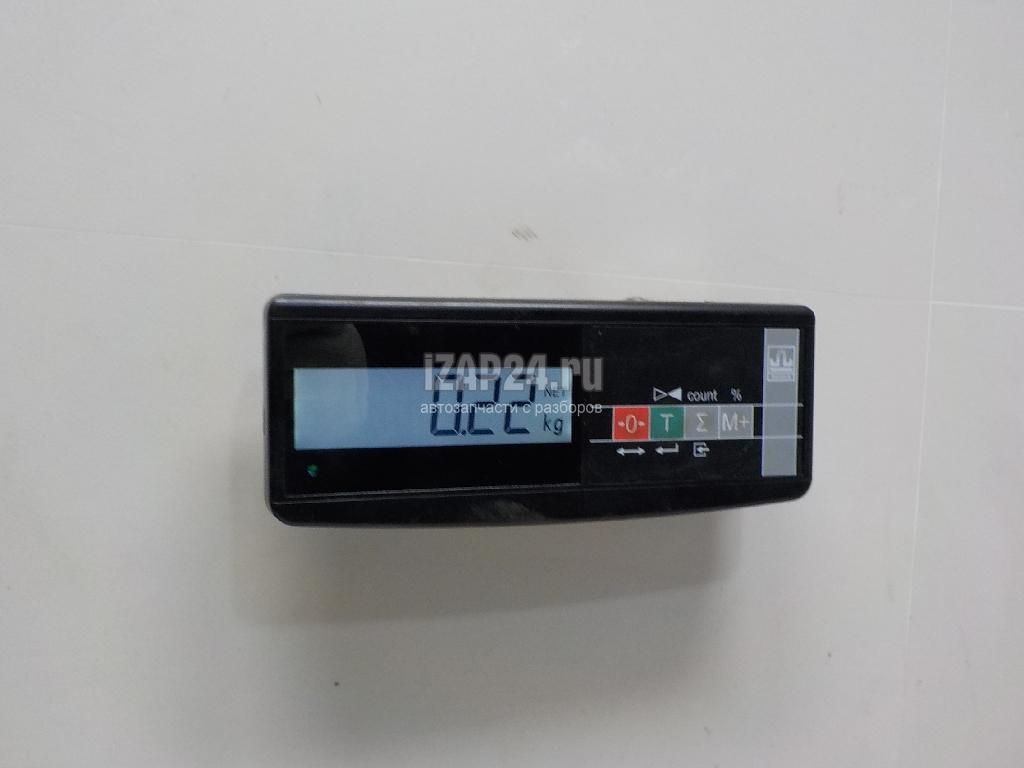 iZAP24.ru
автозапчасти с разборов
0.22 NET kg
count %
→0← T Σ M+